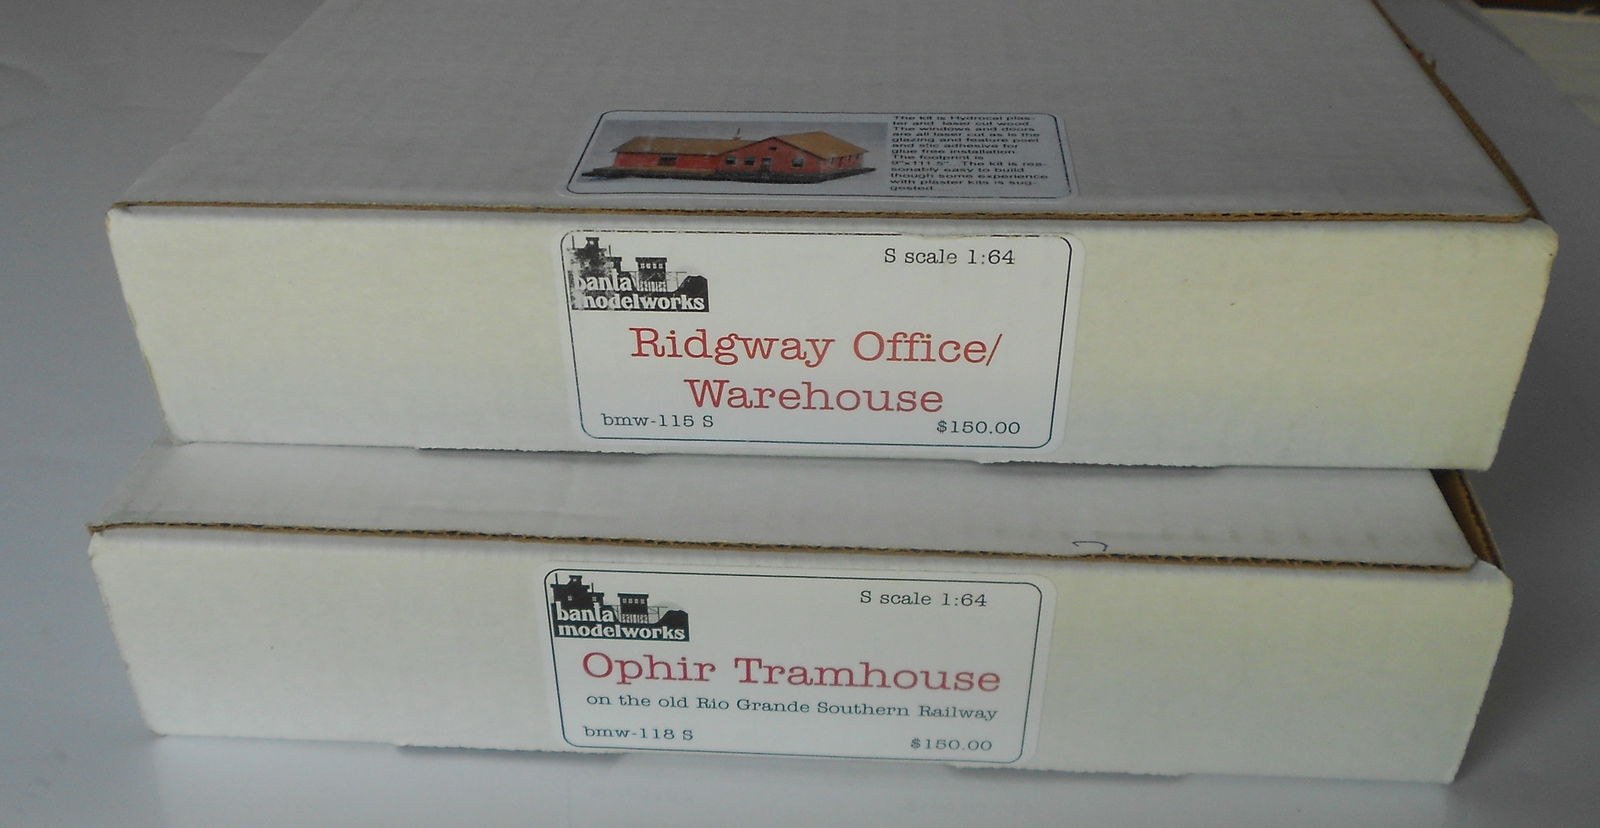 The kit is Hydrocal plas-
ter and laser cut wood.
The windows and doors
are all laser cut as is the
glazing and feature peel
and stic adhesive for
glue free installation.
The footprint is
9"x111.5". The kit is rea-
sonably easy to build
though some experience
with plaster kits is sug-
gested.
banta
modelworks
S scale 1:64
Ridgway Office/
Warehouse
bmw-115 S
$150.00
banta
modelworks
S scale 1:64
Ophir Tramhouse
on the old Rio Grande Southern Railway
bmw-118 S
$150.00